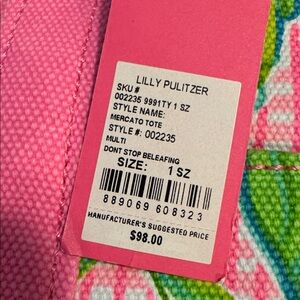 LILLY PULITZER
SKU #
002235 9991TY 1 SZ
STYLE NAME:
MERCATO TOTE
STYLE #: 002235
MULTI
DONT STOP BELEAFING
SIZE: 1 SZ
889069 608323
MANUFACTURER'S SUGGESTED PRICE
$98.00